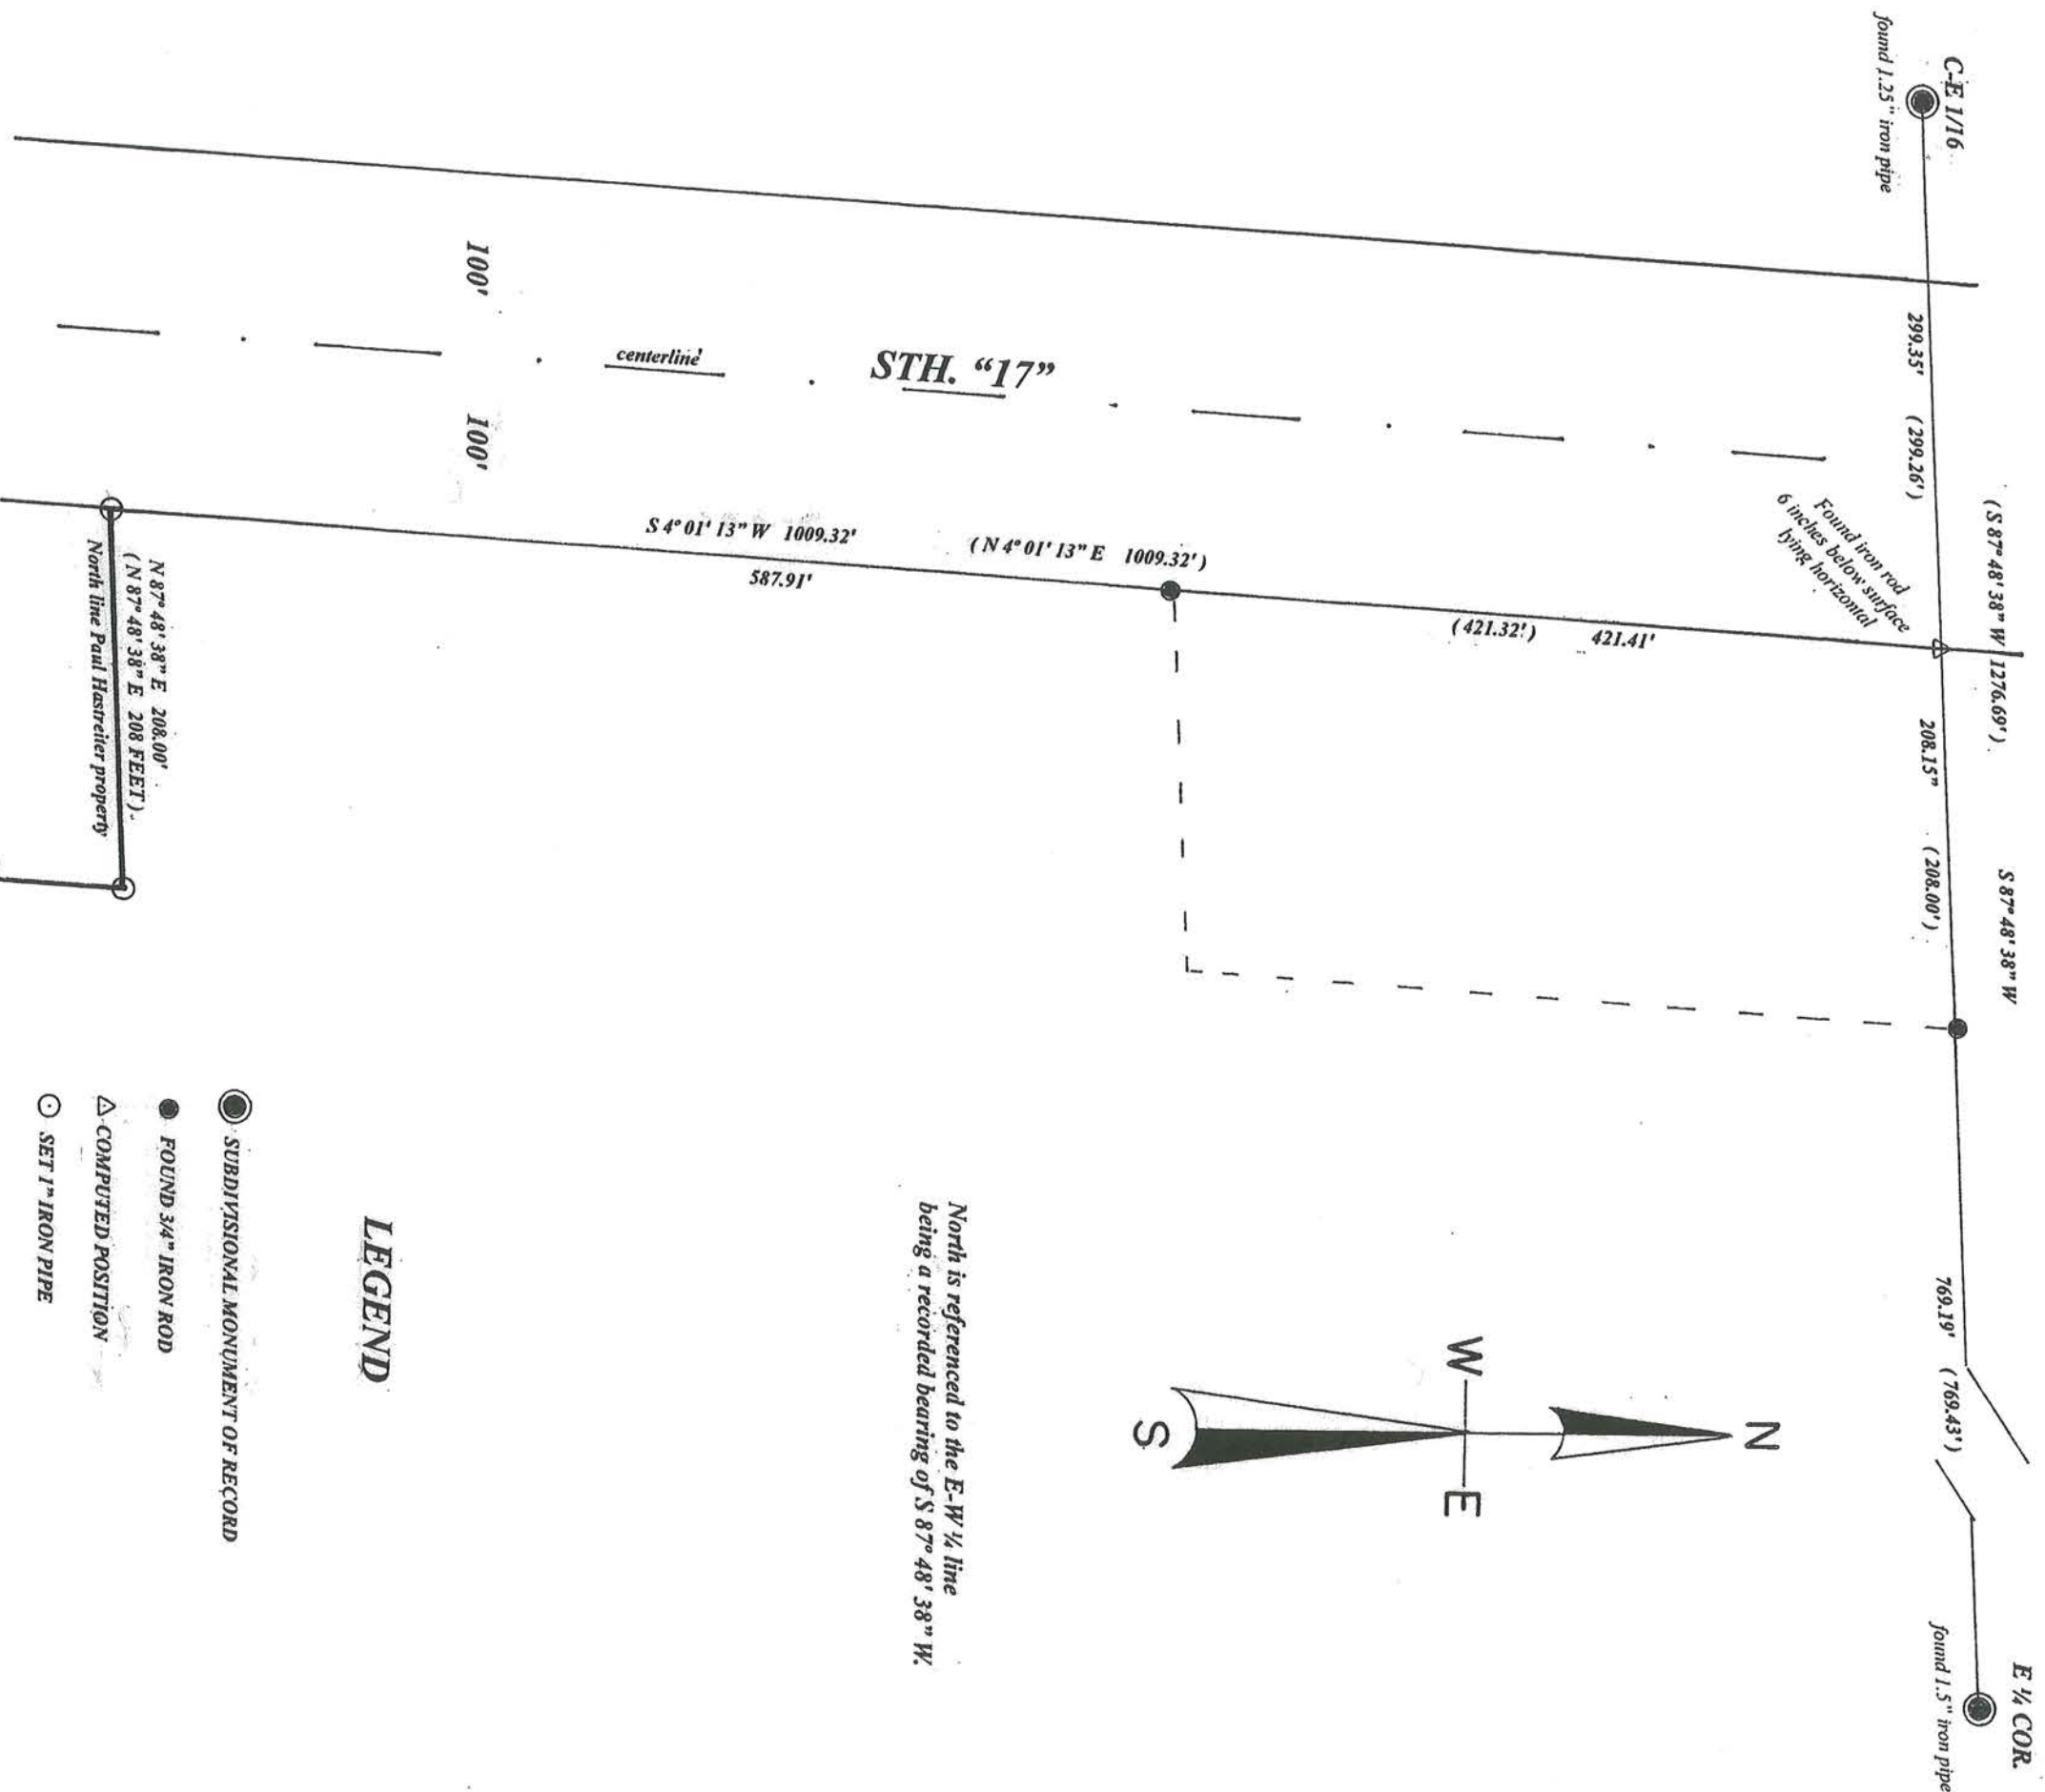 C-E 1/16
found 1.25" iron pipe
299.35' (299.26')
(S 87° 48' 38" W 1276.69')
208.15" (208.00')
S 87° 48' 38" W
769.19' (769.43')
E ¼ COR.
found 1.5" iron pipe
Found iron rod
6 inches below surface
lying horizontal
(421.32') 421.41'
(N 4° 01' 13" E 1009.32')
S 4° 01' 13" W 1009.32'
587.91'
STH. “17”
centerline
100'
100'
N 87° 48' 38" E 208.00'
(N 87° 48' 38" E 208 FEET)
North line Paul Hastreiter property
N
W
E
S
North is referenced to the E-W ¼ line
being a recorded bearing of S 87° 48' 38" W.
LEGEND
SUBDIVISIONAL MONUMENT OF RECORD
FOUND 3/4" IRON ROD
COMPUTED POSITION
SET 1" IRON PIPE